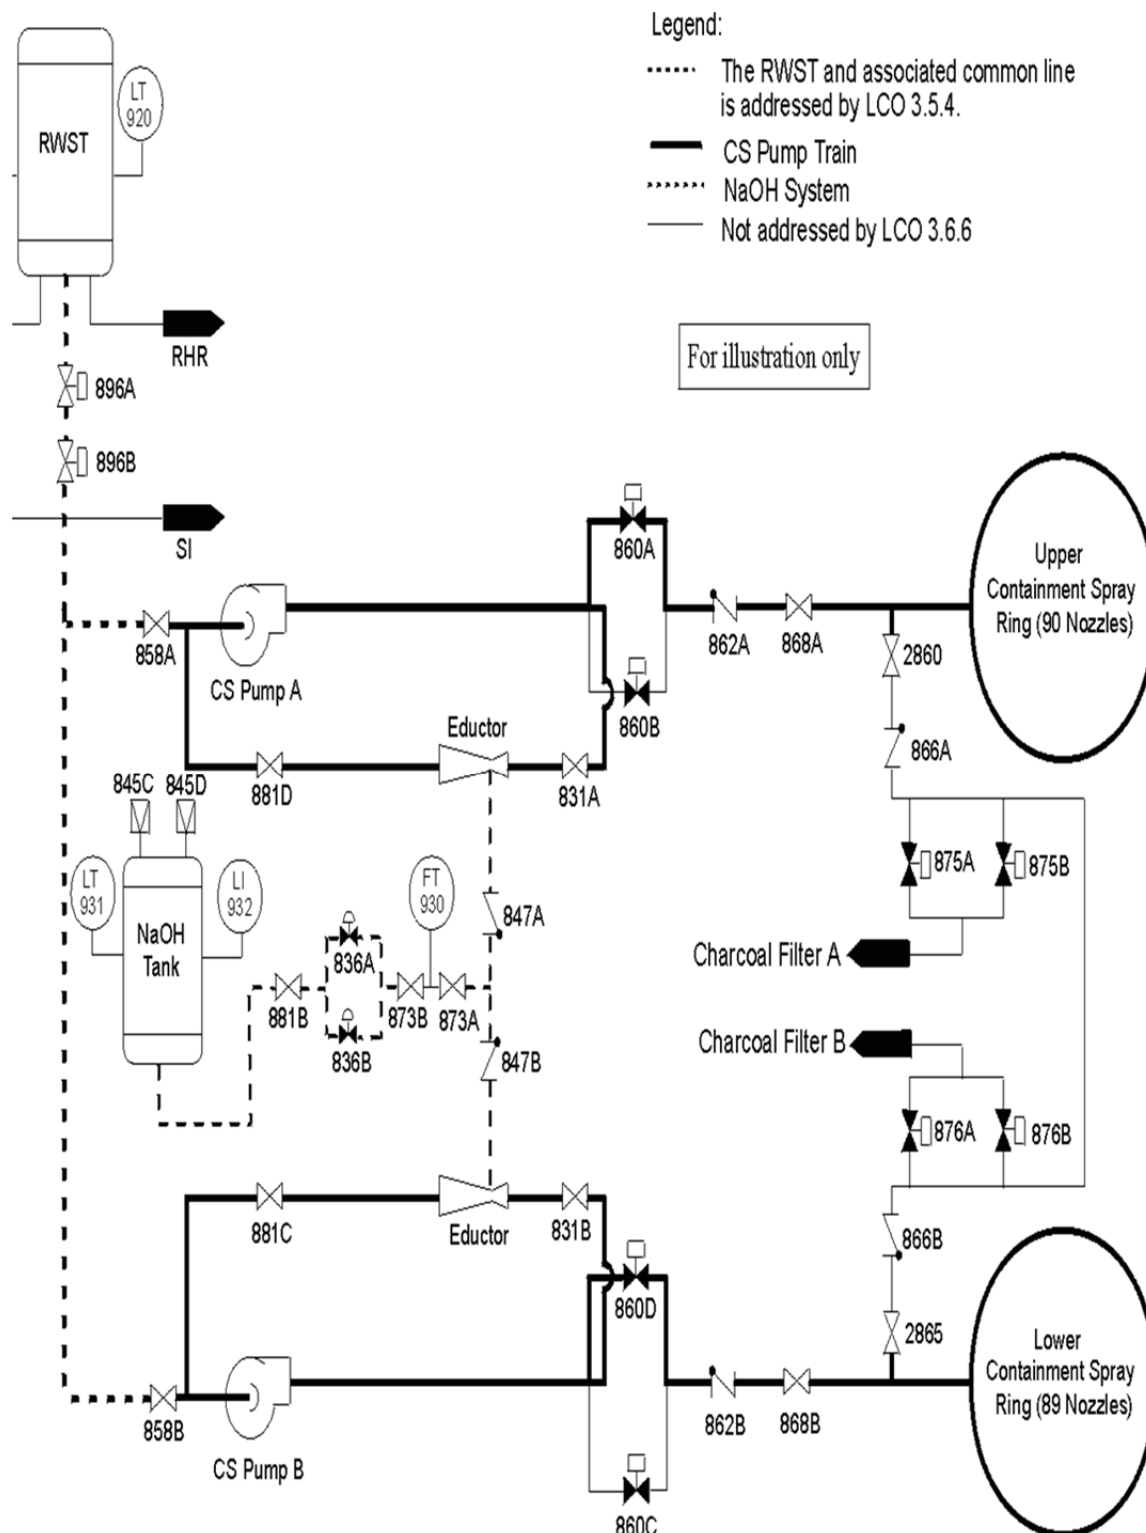 Legend:
The RWST and associated common line
is addressed by LCO 3.5.4.
CS Pump Train
NaOH System
Not addressed by LCO 3.6.6
For illustration only
LT
920
RWST
RHR
896A
896B
SI
860A
Upper
Containment Spray
Ring (90 Nozzles)
858A
CS Pump A
862A
868A
2860
860B
Eductor
866A
881D
831A
845C
845D
875A
875B
LT
931
LI
932
FT
930
NaOH
Tank
847A
836A
Charcoal Filter A
881B
873B
873A
836B
847B
Charcoal Filter B
876A
876B
881C
Eductor
831B
866B
860D
2865
Lower
Containment Spray
Ring (89 Nozzles)
858B
862B
868B
CS Pump B
860C